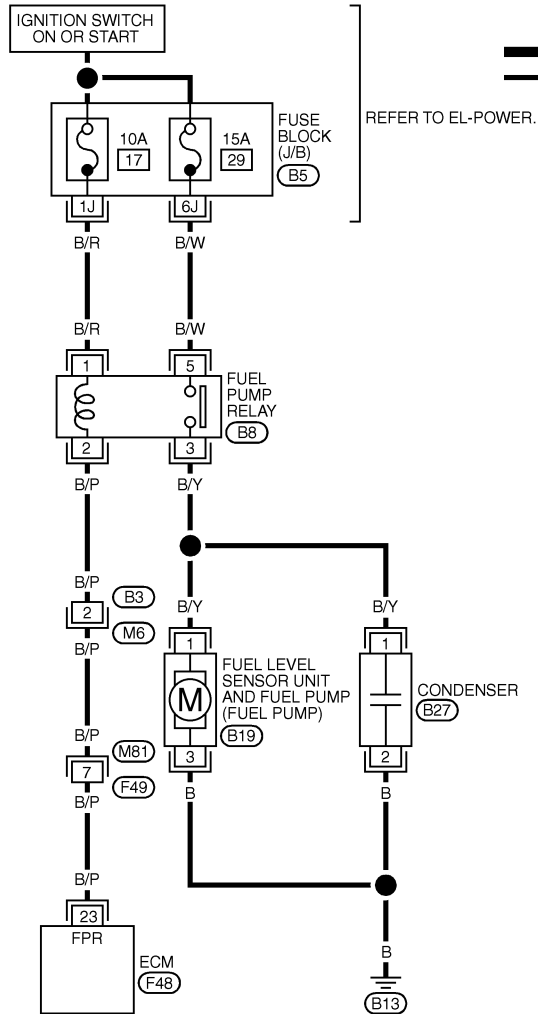 IGNITION SWITCH
ON OR START
REFER TO EL-POWER.
10A
17
15A
29
FUSE
BLOCK
(J/B)
B5
1J
6J
B/R
B/W
B/R
B/W
1
5
FUEL
PUMP
RELAY
B8
2
3
B/P
B/Y
B/P
B3
2
M6
B/P
B/Y
B/Y
1
1
FUEL LEVEL
SENSOR UNIT
AND FUEL PUMP
(FUEL PUMP)
B19
M
CONDENSER
B27
3
2
B/P
M81
7
F49
B/P
B
B
B/P
23
FPR
ECM
F48
B
B13